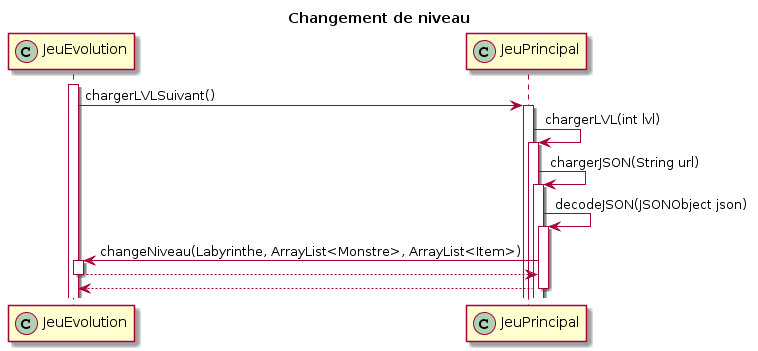 Changement de niveau
C JeuEvolution
C JeuPrincipal
chargerLVLSuivant()
chargerLVL(int lvl)
chargerJSON(String url)
decodeJSON(JSONObject json)
changeNiveau(Labyrinthe, ArrayList<Monstre>, ArrayList<Item>)
C JeuEvolution
C JeuPrincipal